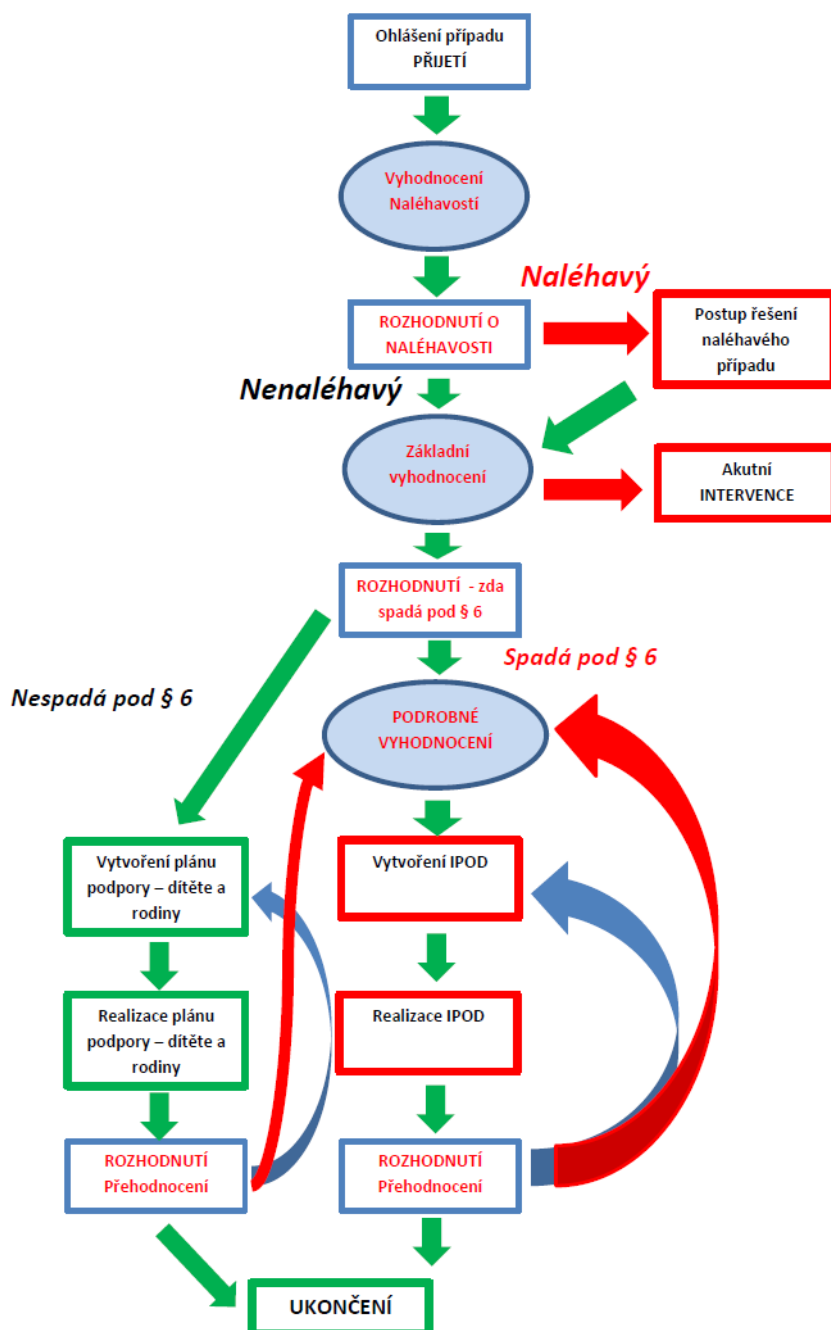 Ohlášení případu
PŘIJETÍ
Vyhodnocení
Naléhavostí
Naléhavý
ROZHODNUTÍ O
NALÉHAVOSTI
Postup řešení
naléhavého
případu
Nenaléhavý
Základní
vyhodnocení
Akutní
INTERVENCE
ROZHODNUTÍ - zda
spadá pod § 6
Spadá pod § 6
Nespadá pod § 6
PODROBNÉ
VYHODNOCENÍ
Vytvoření plánu
podpory – dítěte a
rodiny
Vytvoření IPOD
Realizace plánu
podpory – dítěte a
rodiny
Realizace IPOD
ROZHODNUTÍ
Přehodnocení
ROZHODNUTÍ
Přehodnocení
UKONČENÍ